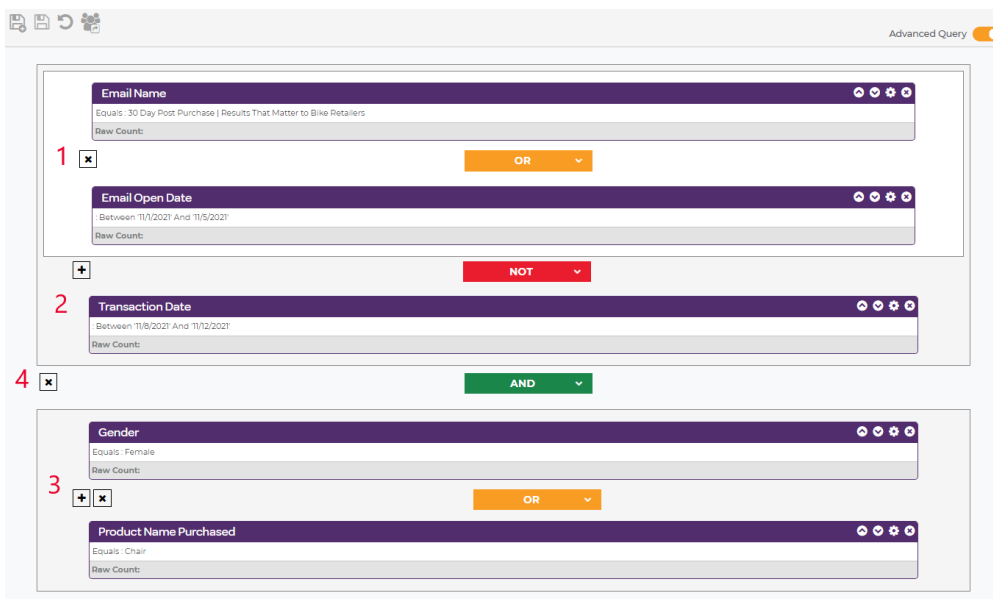 Advanced Query
Email Name
Equals : 30 Day Post Purchase | Results That Matter to Bike Retailers
Raw Count:
1
OR
Email Open Date
: Between '11/1/2021' And '11/5/2021'
Raw Count:
NOT
2
Transaction Date
: Between '11/8/2021' And '11/12/2021'
Raw Count:
4
AND
Gender
Equals : Female
Raw Count:
3
OR
Product Name Purchased
Equals : Chair
Raw Count: